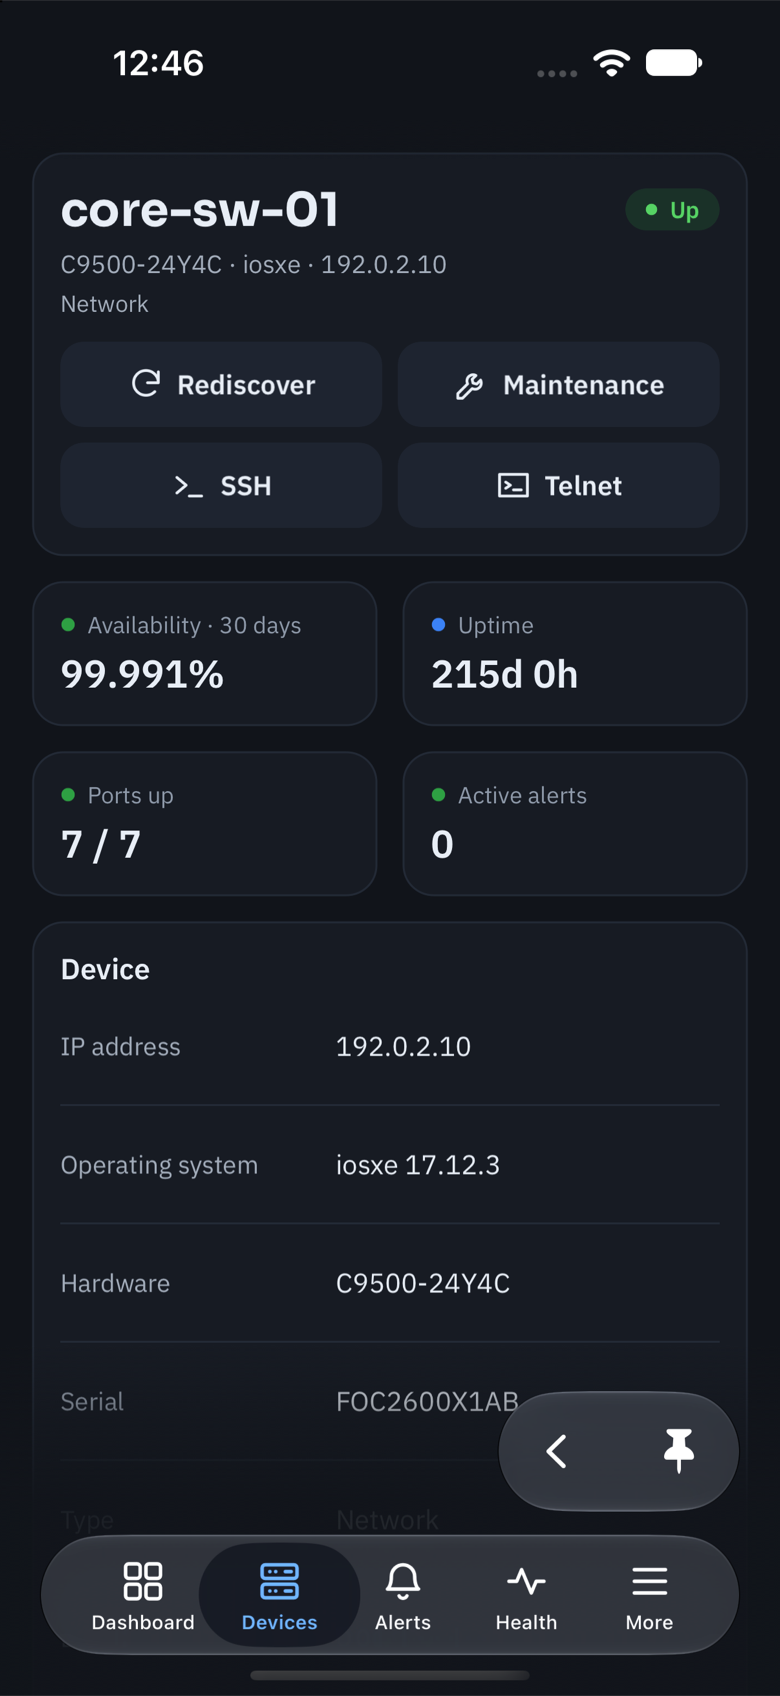 12:46
core-sw-01
Up
C9500-24Y4C · iosxe · 192.0.2.10
Network
Rediscover
Maintenance
SSH
Telnet
Availability · 30 days
99.991%
Uptime
215d 0h
Ports up
7 / 7
Active alerts
0
Device
IP address 192.0.2.10
Operating system iosxe 17.12.3
Hardware C9500-24Y4C
Serial FOC2600X1AB
Type Network
Dashboard
Devices
Alerts
Health
More